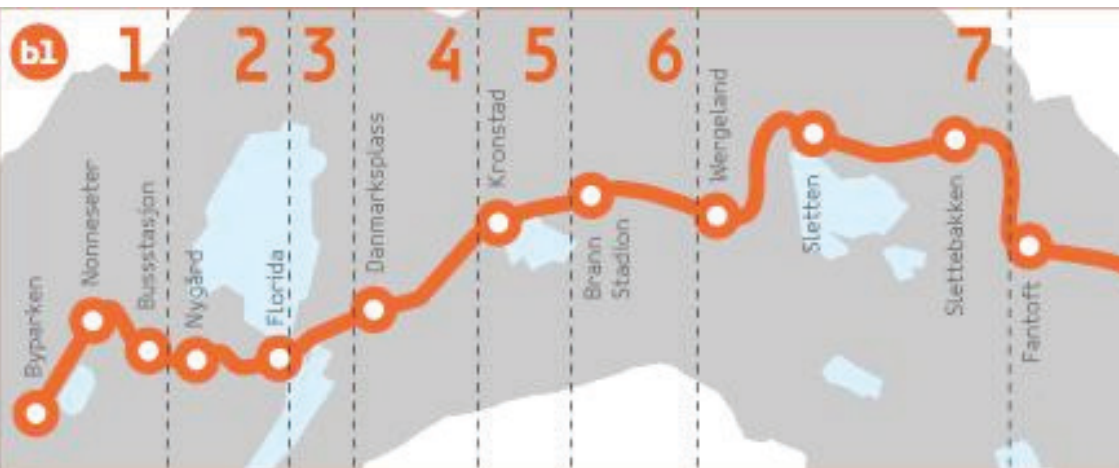 b1
1
2
3
4
5
6
7
Byparken
Nonneseter
Bussstasjon
Nygård
Florida
Danmarksplass
Kronstad
Brann
Stadion
Wergeland
Sletten
Slettebakken
Fantoft